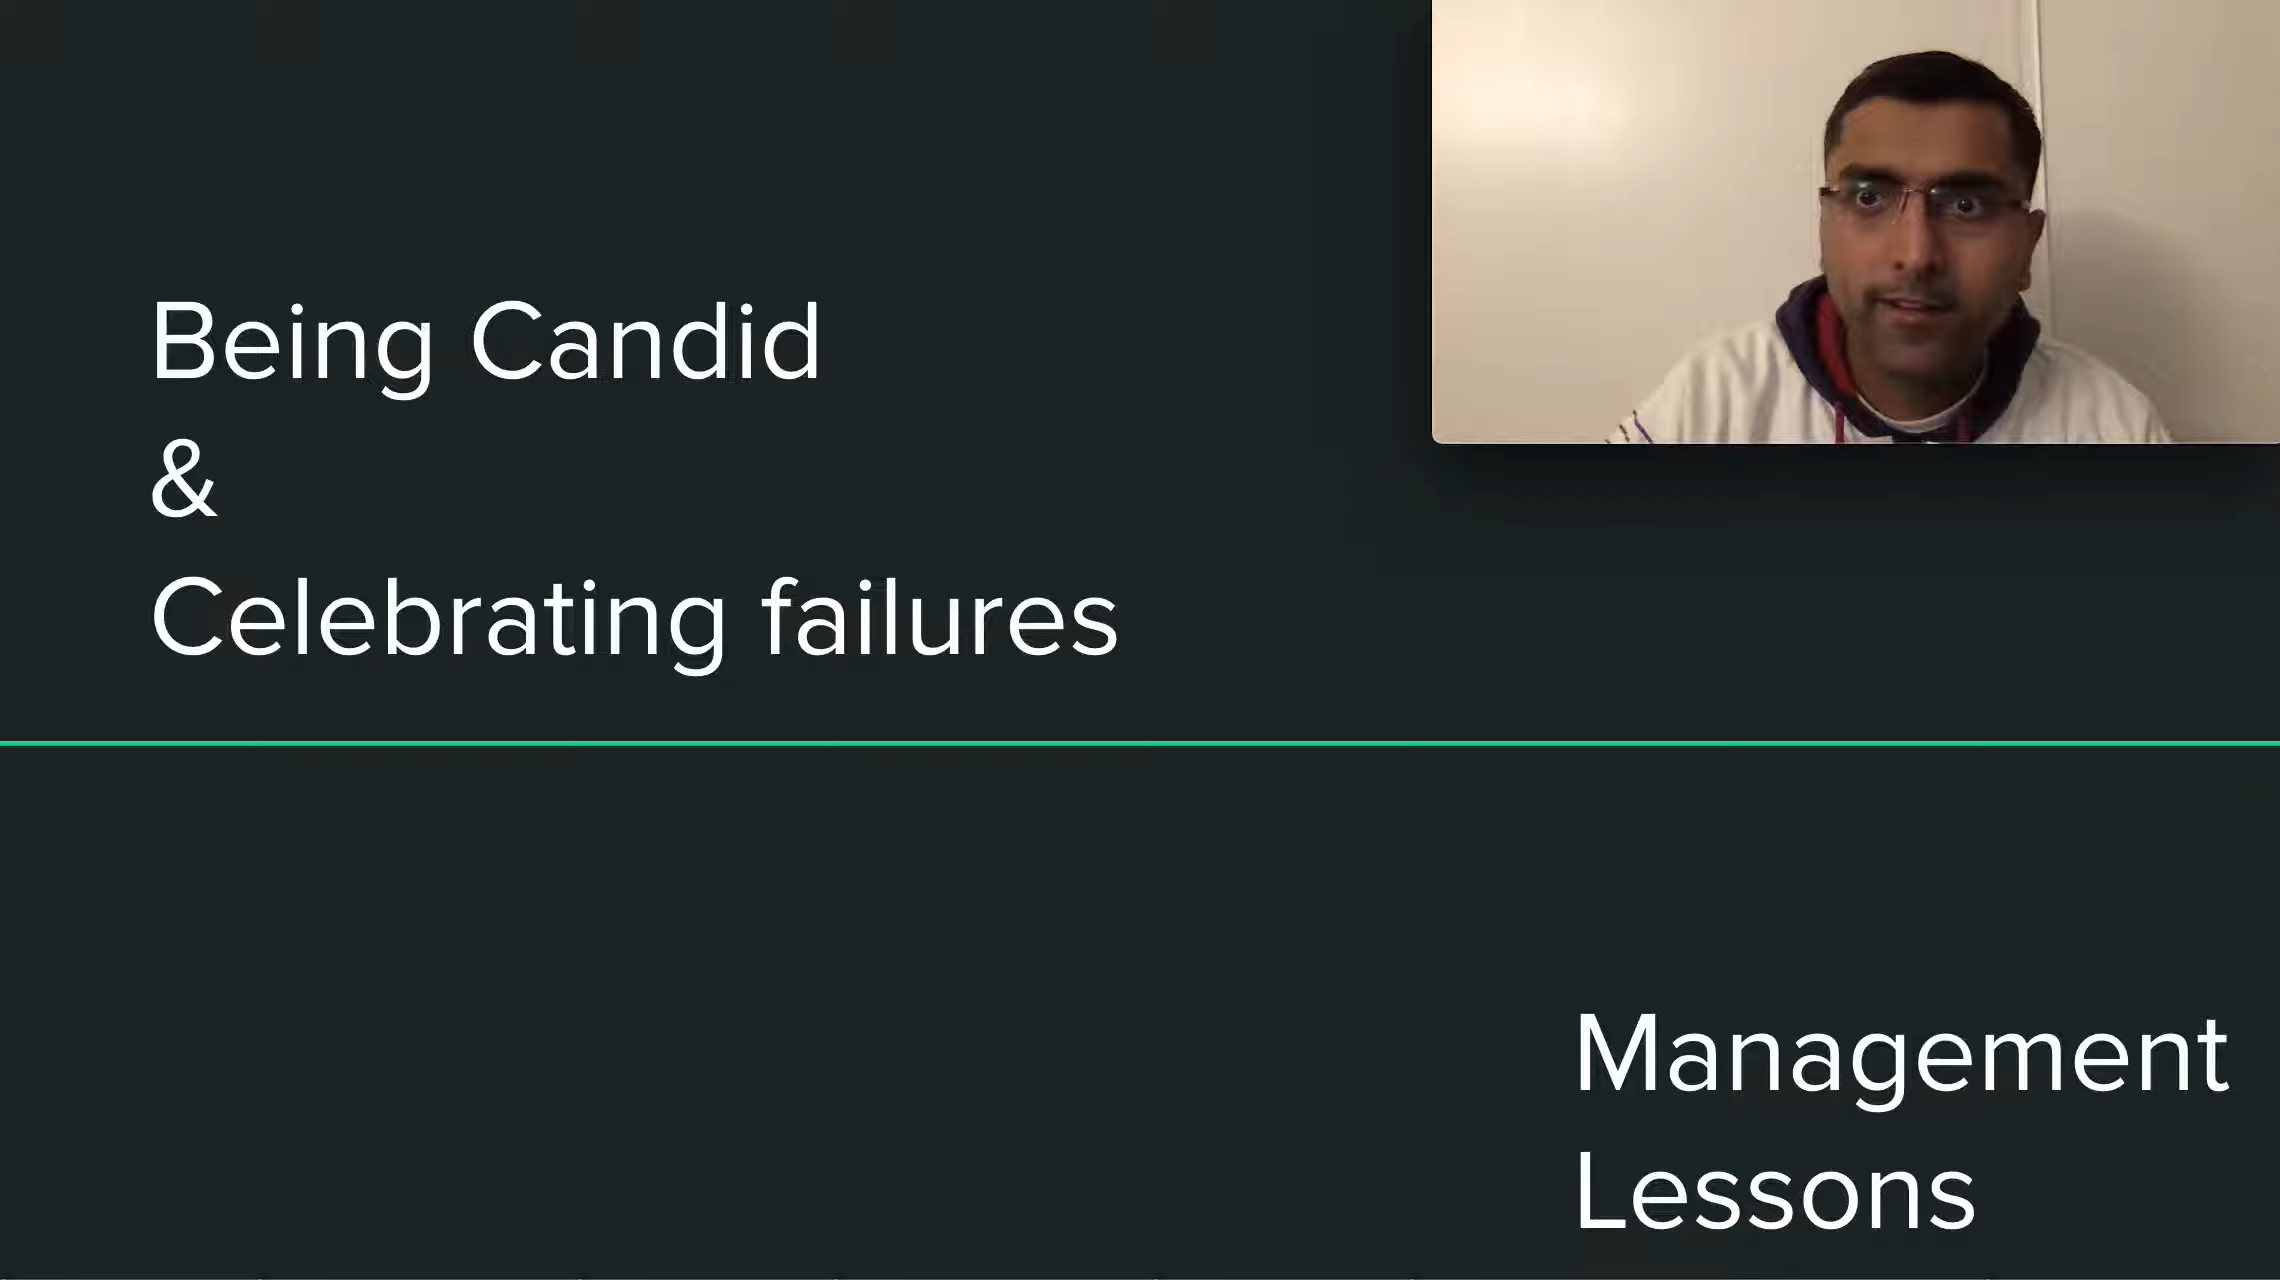 Being Candid
&
Celebrating failures
Management
Lessons